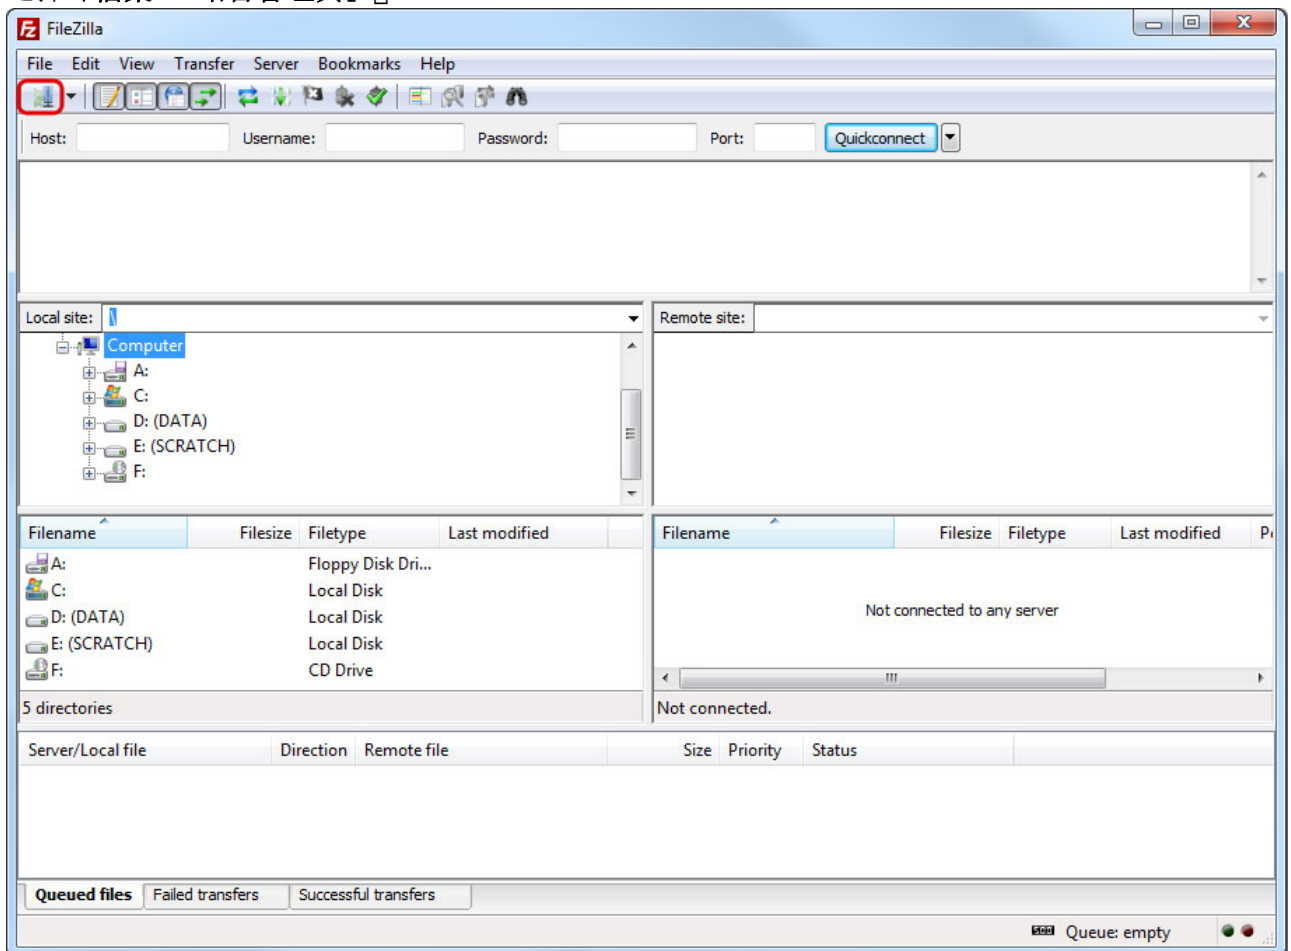 FileZilla
File Edit View Transfer Server Bookmarks Help
Host: Username: Password: Port: Quickconnect
Local site: \ Remote site:
Computer
A:
C:
D: (DATA)
E: (SCRATCH)
F:
Filename Filesize Filetype Last modified Filename Filesize Filetype Last modified
A: Floppy Disk Dri...
C: Local Disk
D: (DATA) Local Disk
E: (SCRATCH) Local Disk
F: CD Drive
Not connected to any server
5 directories Not connected.
Server/Local file Direction Remote file Size Priority Status
Queued files Failed transfers Successful transfers
Queue: empty